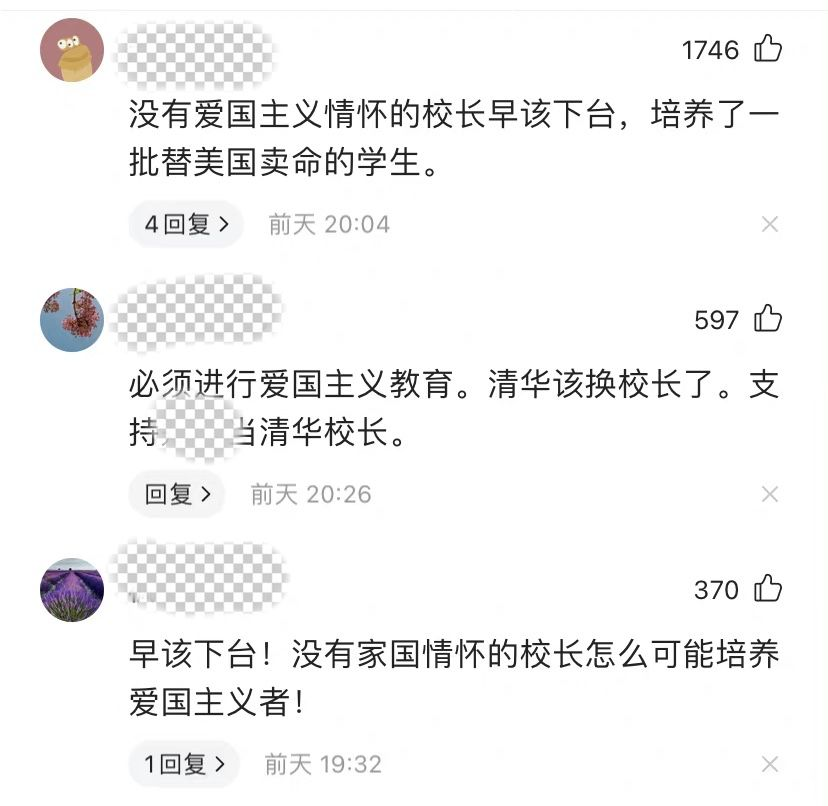 1746
没有爱国主义情怀的校长早该下台，培养了一
批替美国卖命的学生。
4回复 >
前天 20:04
597
必须进行爱国主义教育。清华该换校长了。支
持 当清华校长。
回复 >
前天 20:26
370
早该下台！没有家国情怀的校长怎么可能培养
爱国主义者！
1回复 >
前天 19:32